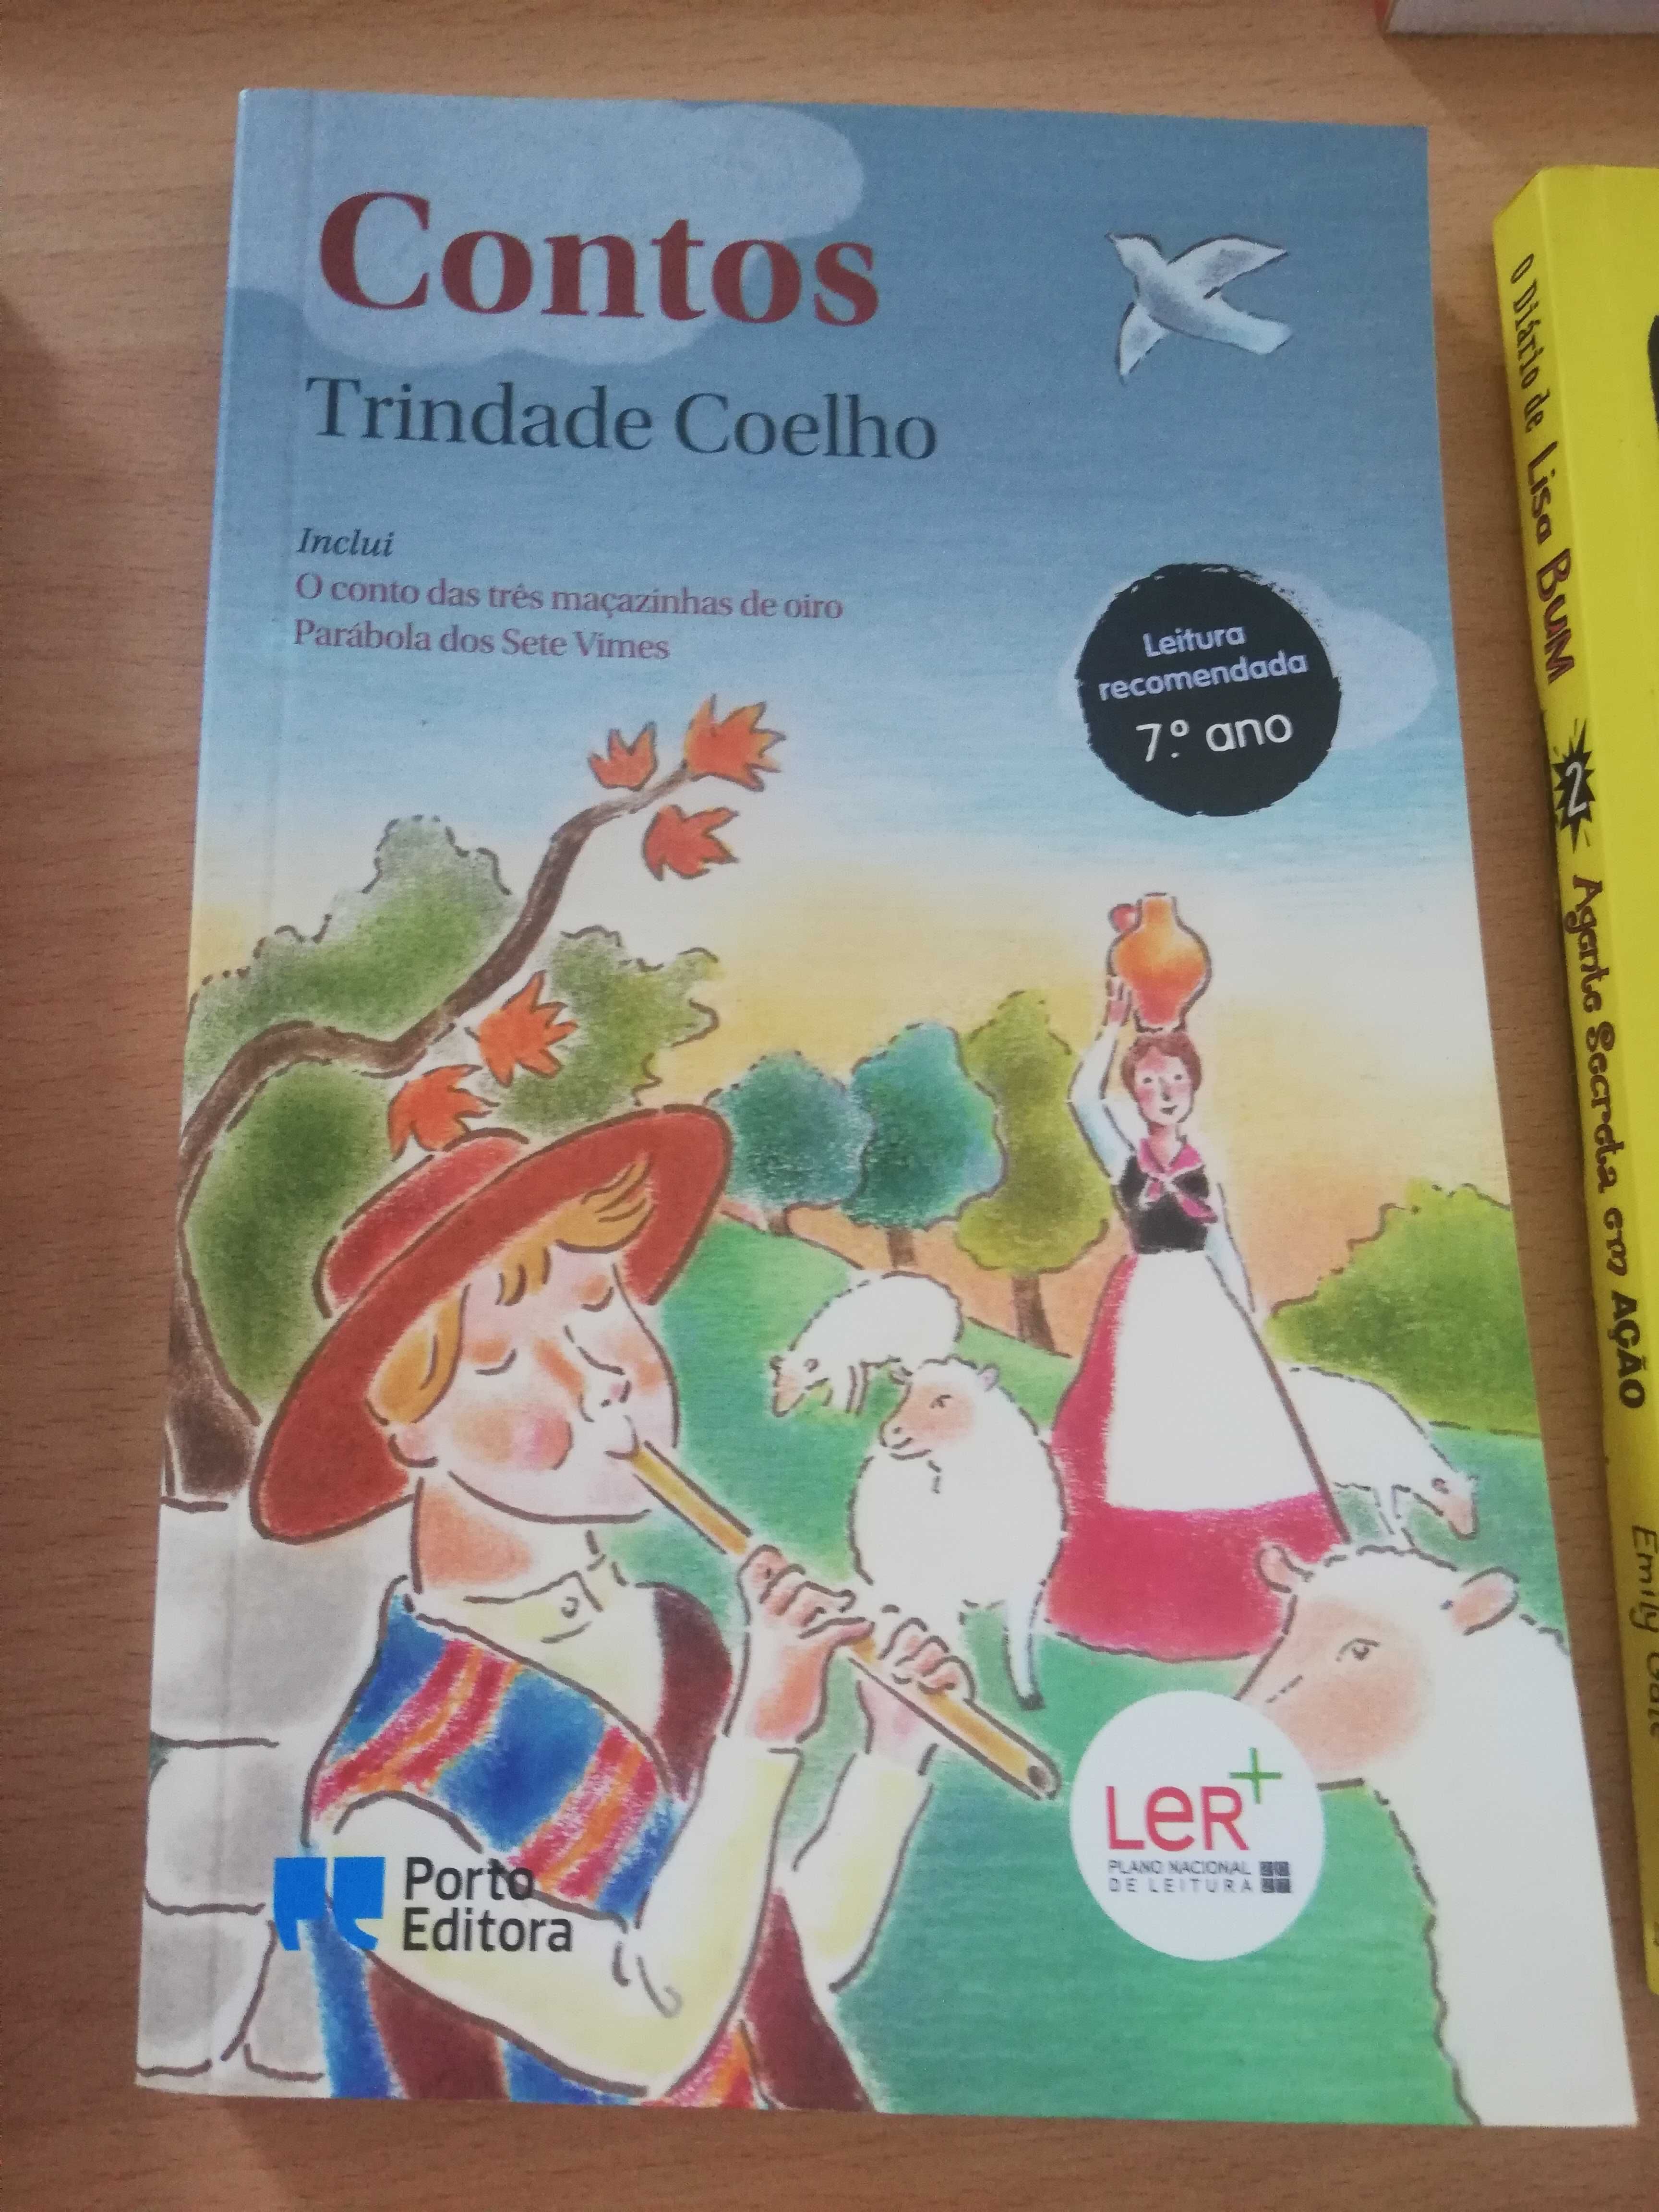 Contos
Trindade Coelho
Inclui
O conto das três maçazinhas de oiro
Parábola dos Sete Vimes
Leitura
recomendada
7.º ano
LeR+
PLANO NACIONAL
DE LEITURA
Porto
Editora
O Diário de Lisa BUM 2 Agente Secreta em AÇÃO
Emily